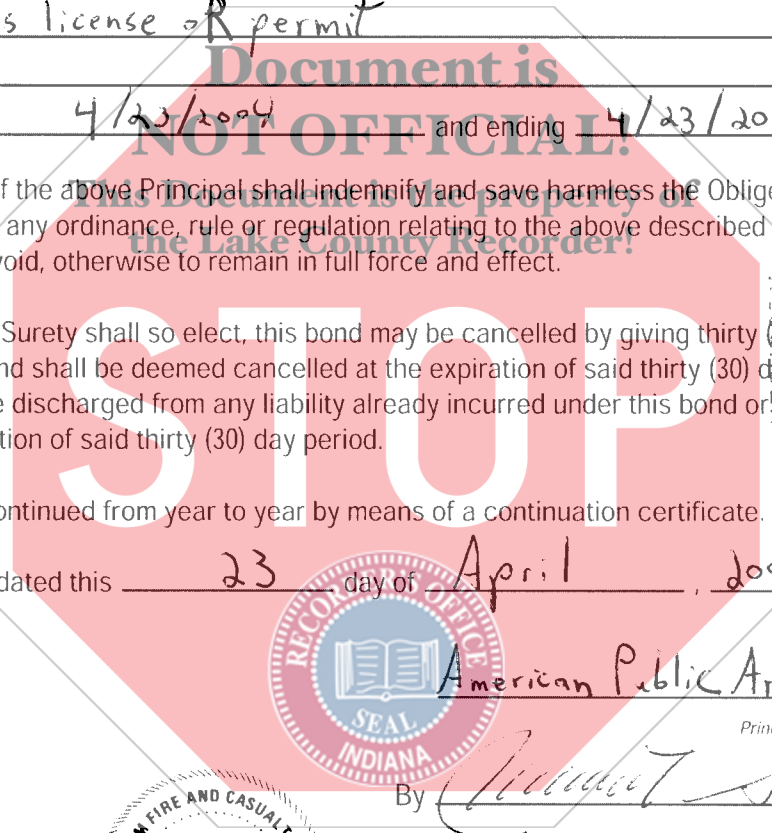 s license oR permit
Document is
4/23/2004 and ending 4/23/20
NOT OFFICIAL!
f the above Principal shall indemnify and save harmless the Oblige
This Document is the property of
any ordinance, rule or regulation relating to the above described
the Lake County Recorder!
void, otherwise to remain in full force and effect.
Surety shall so elect, this bond may be cancelled by giving thirty (
nd shall be deemed cancelled at the expiration of said thirty (30) d
e discharged from any liability already incurred under this bond or
tion of said thirty (30) day period.
STOP
ontinued from year to year by means of a continuation certificate.
dated this 23 day of April , 200
RECORDER'S OFFICE
American Public A
SEAL
Prin
INDIANA
By
M FIRE AND CASUALT